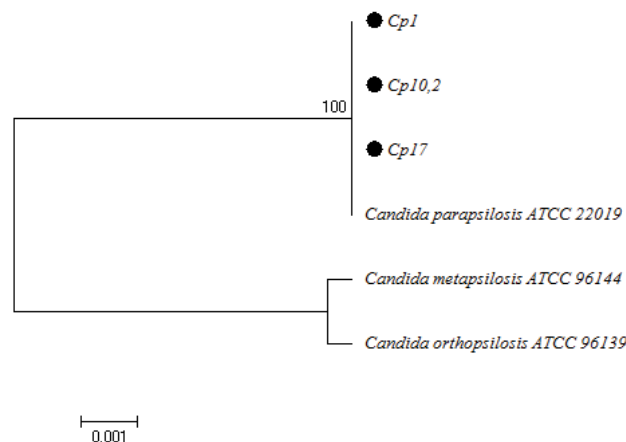 Cp1
Cp10,2
100
Cp17
Candida parapsilosis ATCC 22019
Candida metapsilosis ATCC 96144
Candida orthopsilosis ATCC 96139
0.001